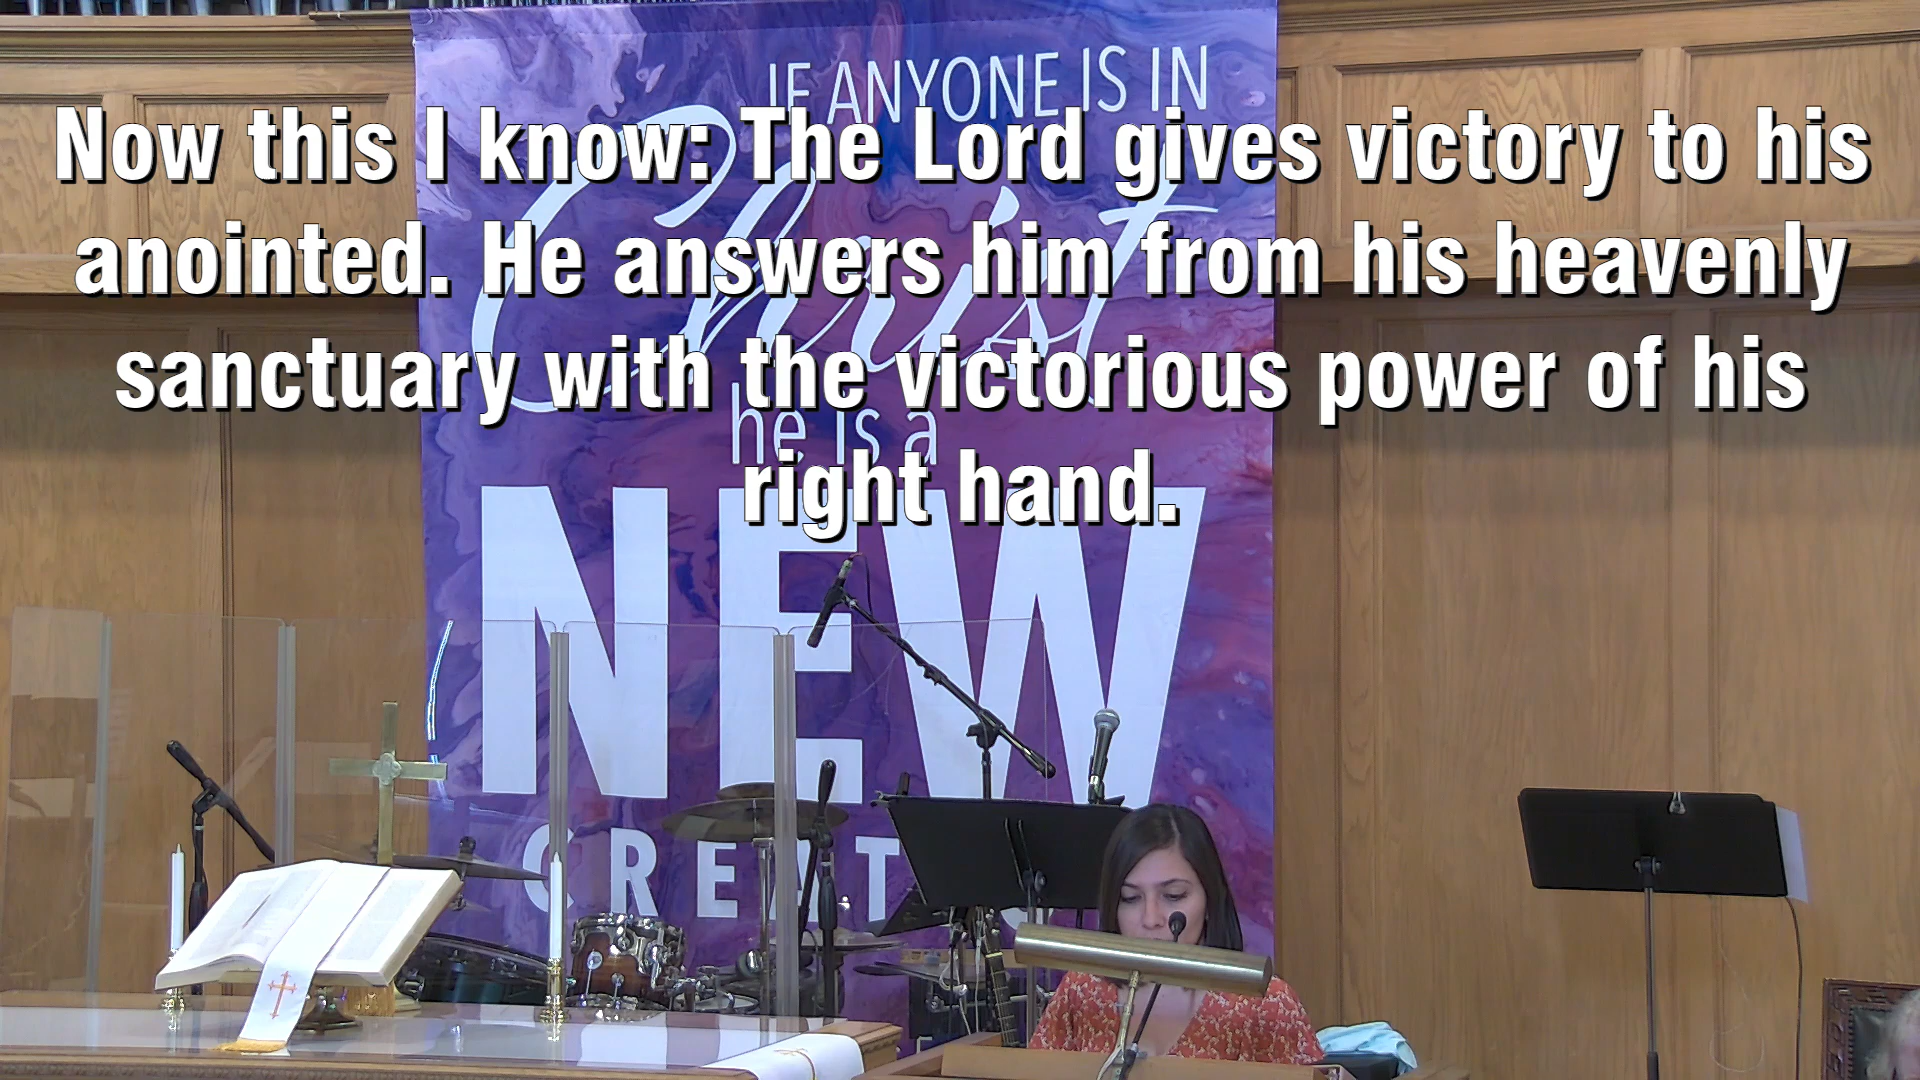 IF ANYONE IS IN
Now this I know: The Lord gives victory to his
anointed. He answers him from his heavenly
Christ
sanctuary with the victorious power of his
he is a
right hand.
NEW